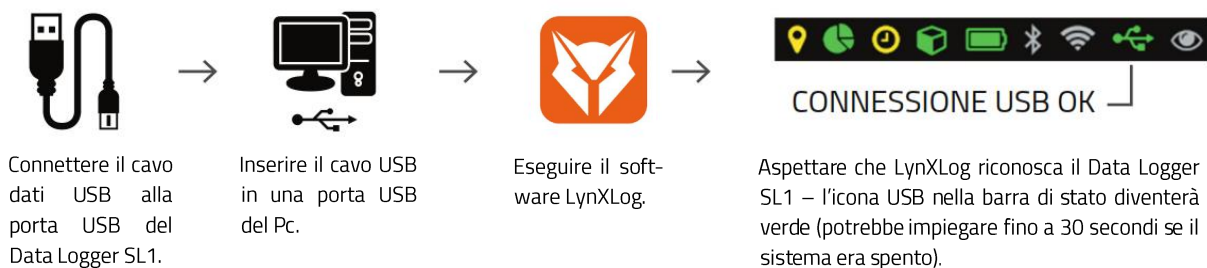 CONNESSIONE USB OK
Connettere il cavo
dati USB alla
porta USB del
Data Logger SL1.
Inserire il cavo USB
in una porta USB
del Pc.
Eseguire il soft-
ware LynXLog.
Aspettare che LynXLog riconosca il Data Logger
SL1 – l’icona USB nella barra di stato diventerà
verde (potrebbe impiegare fino a 30 secondi se il
sistema era spento).